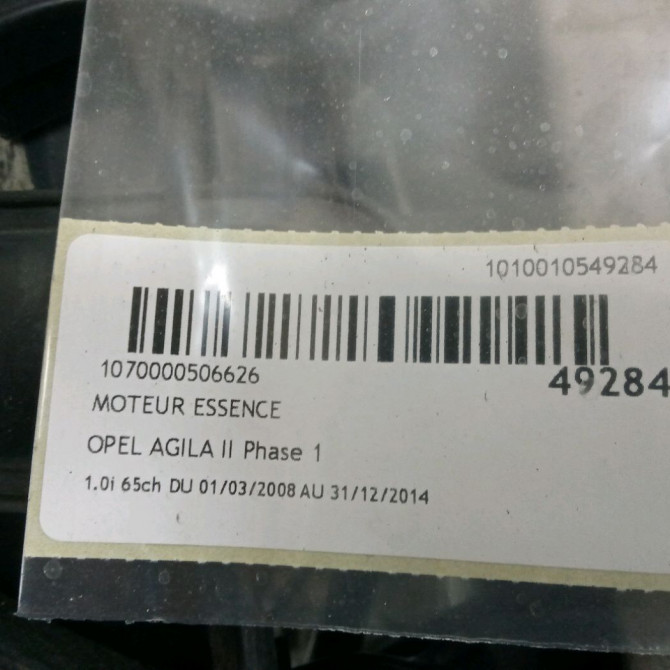 1010010549284
1070000506626
49284
MOTEUR ESSENCE
OPEL AGILA II Phase 1
1.0i 65ch DU 01/03/2008 AU 31/12/2014